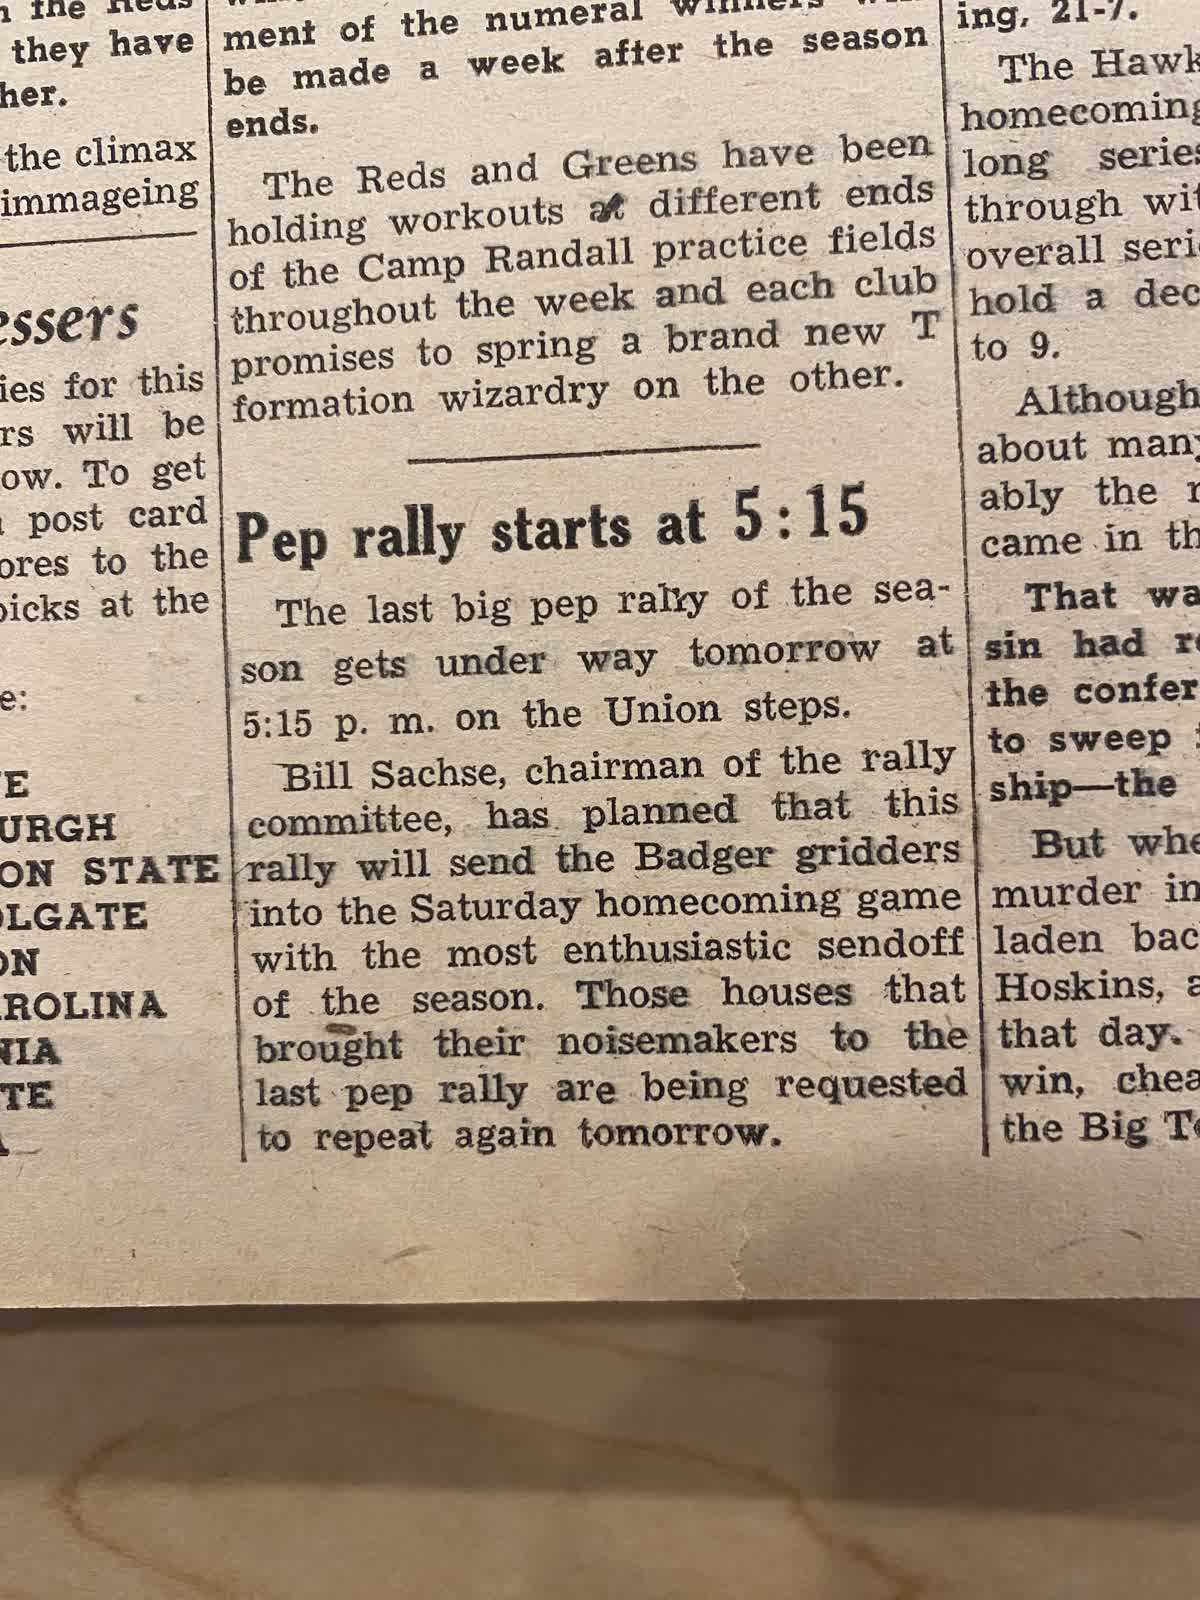 the Reds
they have
her.
the climax
immageing
essers
ies for this
rs will be
ow. To get
post card
ores to the
picks at the
e:
E
URGH
ON STATE
OLGATE
ON
AROLINA
NIA
TE
ment of the numeral winners
be made a week after the season
ends.
The Reds and Greens have been
holding workouts at different ends
of the Camp Randall practice fields
throughout the week and each club
promises to spring a brand new T
formation wizardry on the other.
Pep rally starts at 5:15
The last big pep rally of the sea-
son gets under way tomorrow at
5:15 p. m. on the Union steps.
Bill Sachse, chairman of the rally
committee, has planned that this
rally will send the Badger gridders
into the Saturday homecoming game
with the most enthusiastic sendoff
of the season. Those houses that
brought their noisemakers to the
last pep rally are being requested
to repeat again tomorrow.
ing, 21-7.
The Hawk
homecoming
long series
through wit
overall seri
hold a dec
to 9.
Although
about many
ably the r
came in th
That wa
sin had re
the confer
to sweep t
ship—the
But whe
murder in
laden bac
Hoskins, a
that day.
win, chea
the Big Te